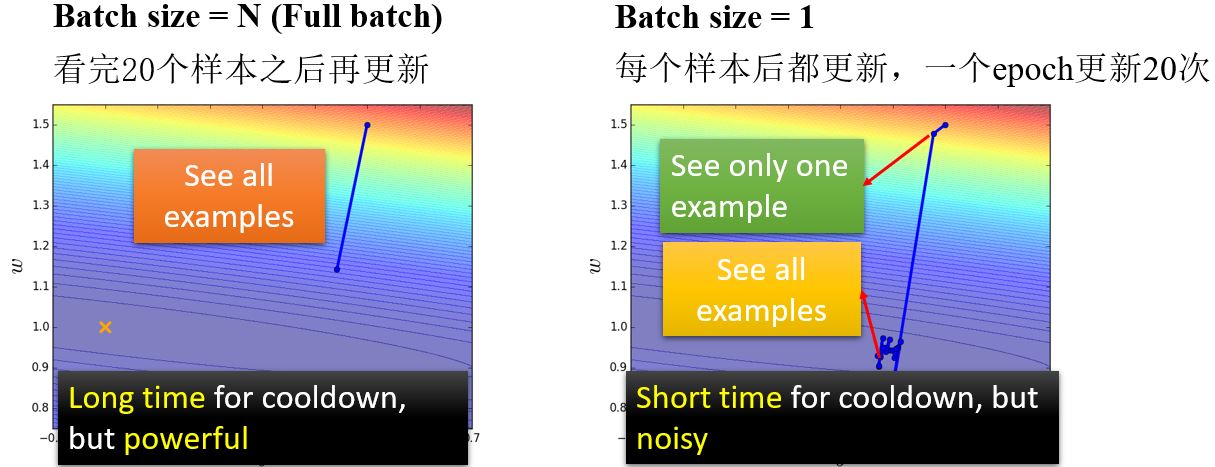 Batch size = N (Full batch)
看完20个样本之后再更新
1.5
1.4
1.3
1.2
1.1
1.0
0.9
0.8
w
See all
examples
Long time for cooldown,
but powerful
Batch size = 1
每个样本后都更新，一个epoch更新20次
1.5
1.4
1.3
1.2
1.1
1.0
0.9
0.8
w
See only one
example
See all
examples
Short time for cooldown, but
noisy